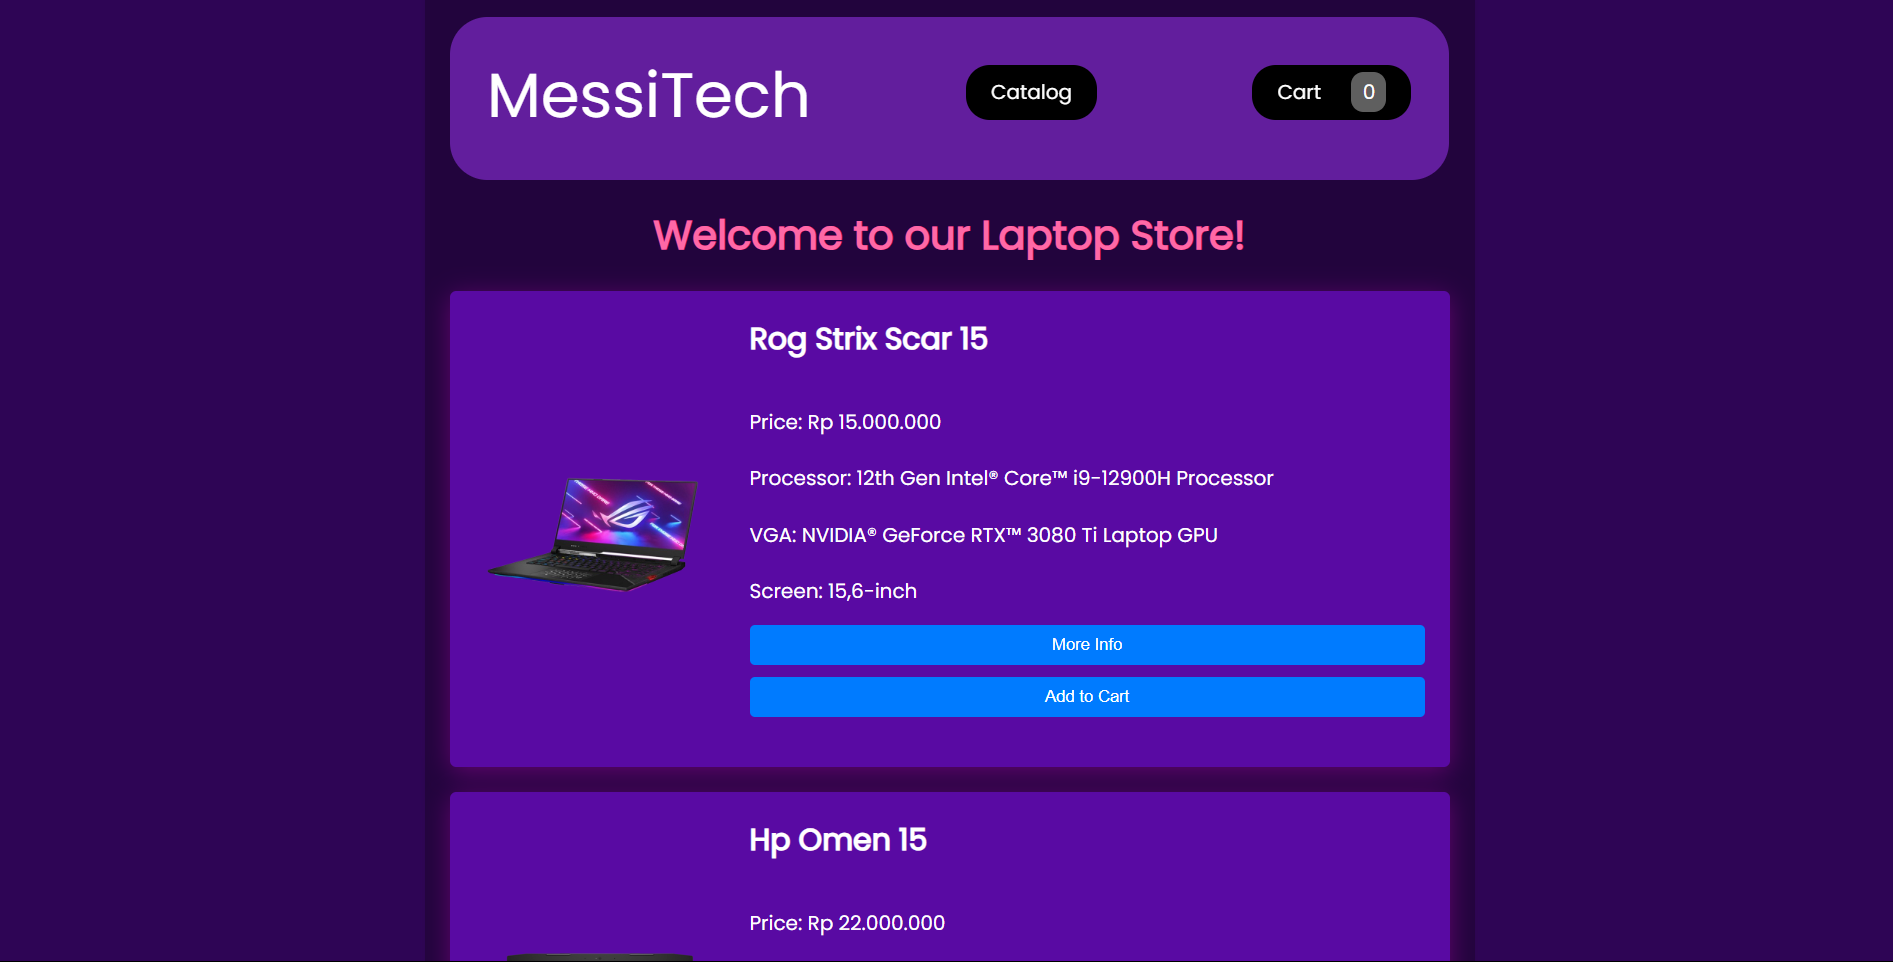 MessiTech
Catalog
Cart 0
Welcome to our Laptop Store!
Rog Strix Scar 15
Price: Rp 15.000.000
Processor: 12th Gen Intel® Core™ i9-12900H Processor
VGA: NVIDIA® GeForce RTX™ 3080 Ti Laptop GPU
Screen: 15,6-inch
More Info
Add to Cart
Hp Omen 15
Price: Rp 22.000.000